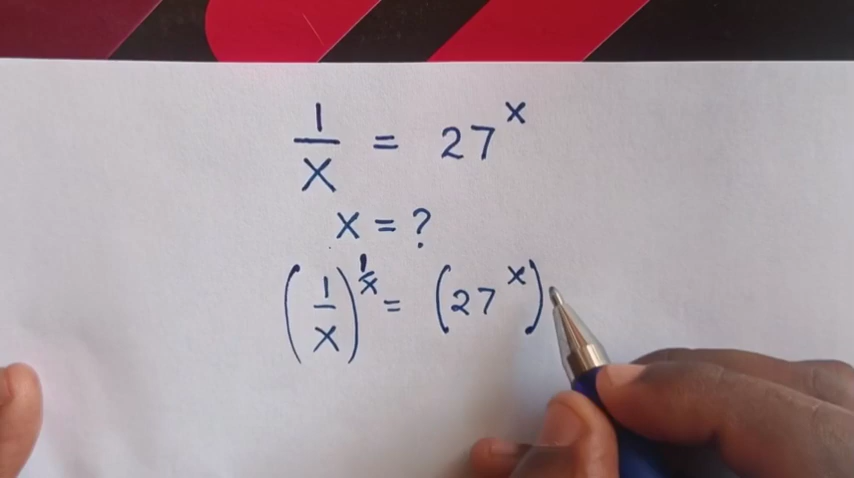 1/x = 27^x
x = ?
(1/x)^1/x = (27^x)